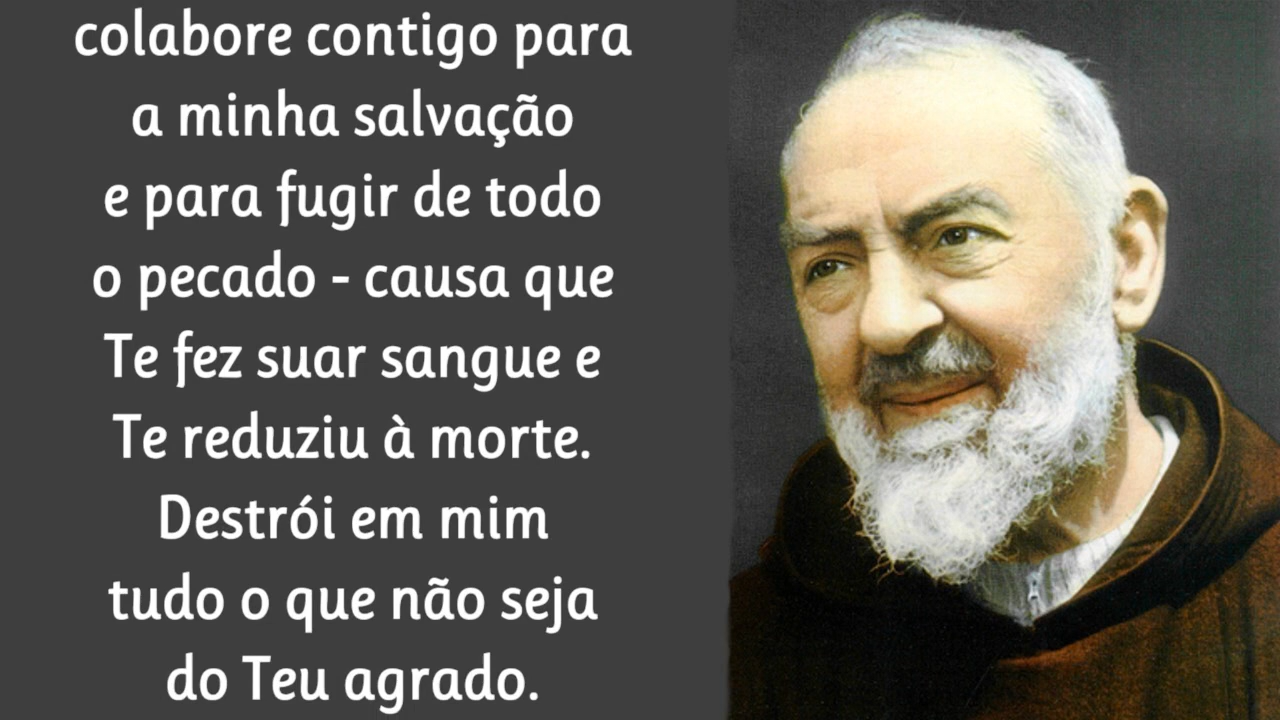 colabore contigo para
a minha salvação
e para fugir de todo
o pecado - causa que
Te fez suar sangue e
Te reduziu à morte.
Destrói em mim
tudo o que não seja
do Teu agrado.